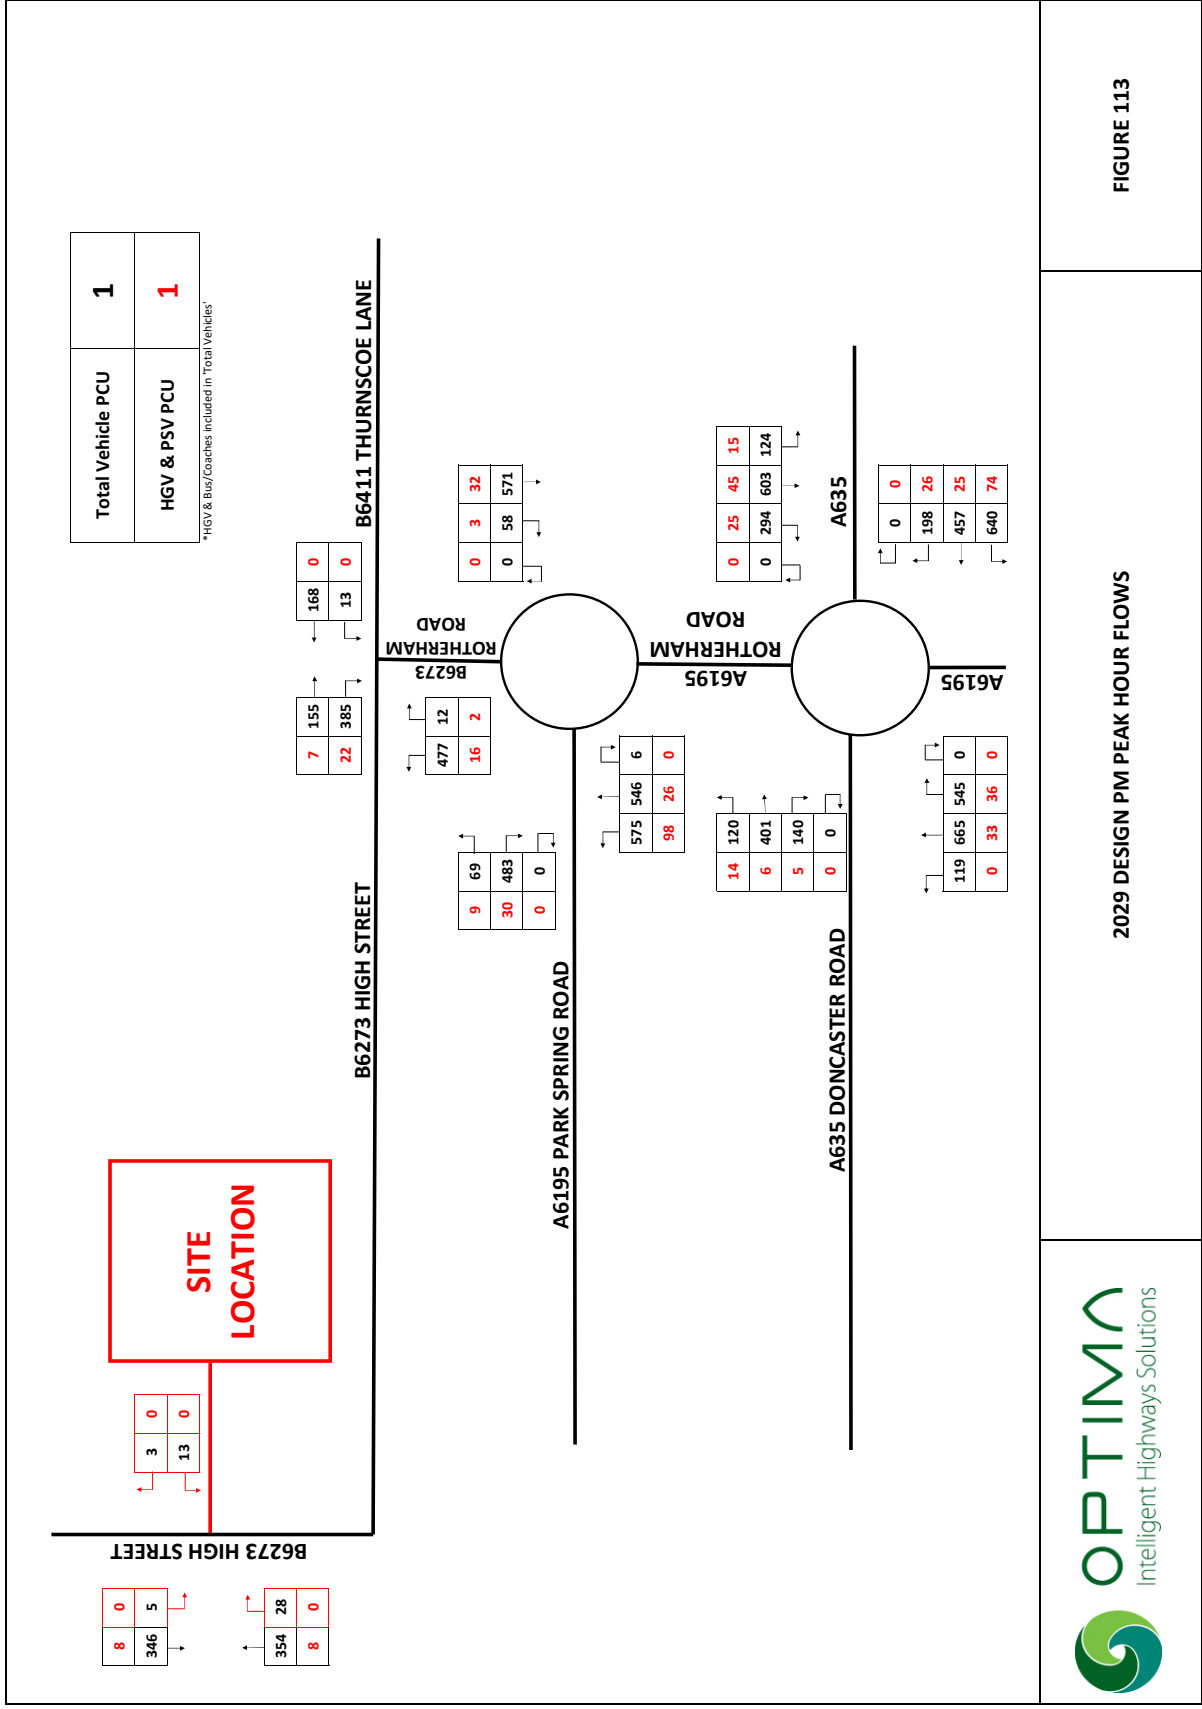 Total Vehicle PCU 1
HGV & PSV PCU 1
*HGV & Bus/Coaches included in 'Total Vehicles'
SITE
LOCATION
B6273 HIGH STREET
8 0
346 5
354 28
8 0
3 0
13 0
B6273 HIGH STREET
B6411 THURNSCOE LANE
7 155
22 385
168 0
13 0
B6273
ROTHERHAM
ROAD
477 12
16 2
9 69
30 483
0 0
0 3 32
0 58 571
575 546 6
98 26 0
A6195 PARK SPRING ROAD
A6195
ROTHERHAM
ROAD
14 120
6 401
5 140
0 0
0 25 45 15
0 294 603 124
A635 DONCASTER ROAD
A635
119 665 545 0
0 33 36 0
0 0
198 26
457 25
640 74
A6195
OPTIMA
Intelligent Highways Solutions
2029 DESIGN PM PEAK HOUR FLOWS
FIGURE 113